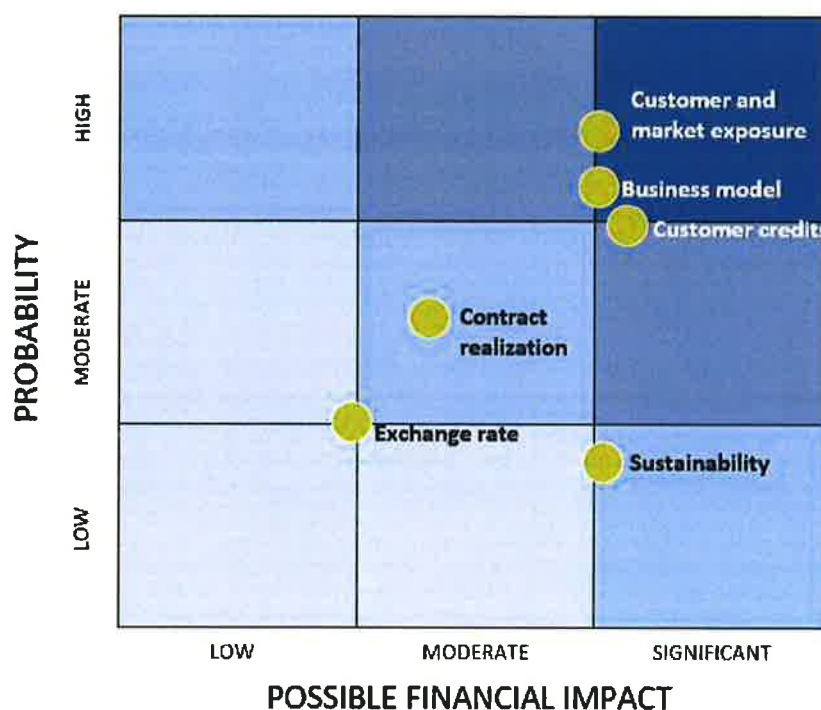 PROBABILITY
HIGH
MODERATE
LOW
Customer and
market exposure
Business model
Customer credits
Contract
realization
Exchange rate
Sustainability
LOW
MODERATE
SIGNIFICANT
POSSIBLE FINANCIAL IMPACT